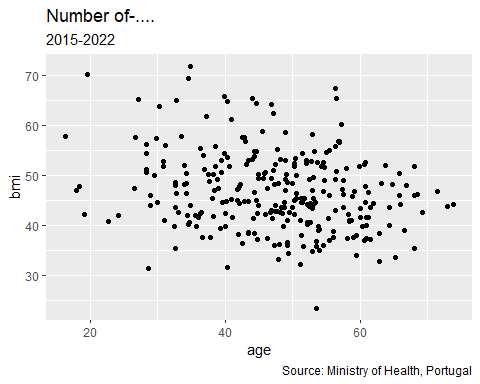 Number of-....
2015-2022
70
60
50
40
30
bmi
20
40
60
age
Source: Ministry of Health, Portugal